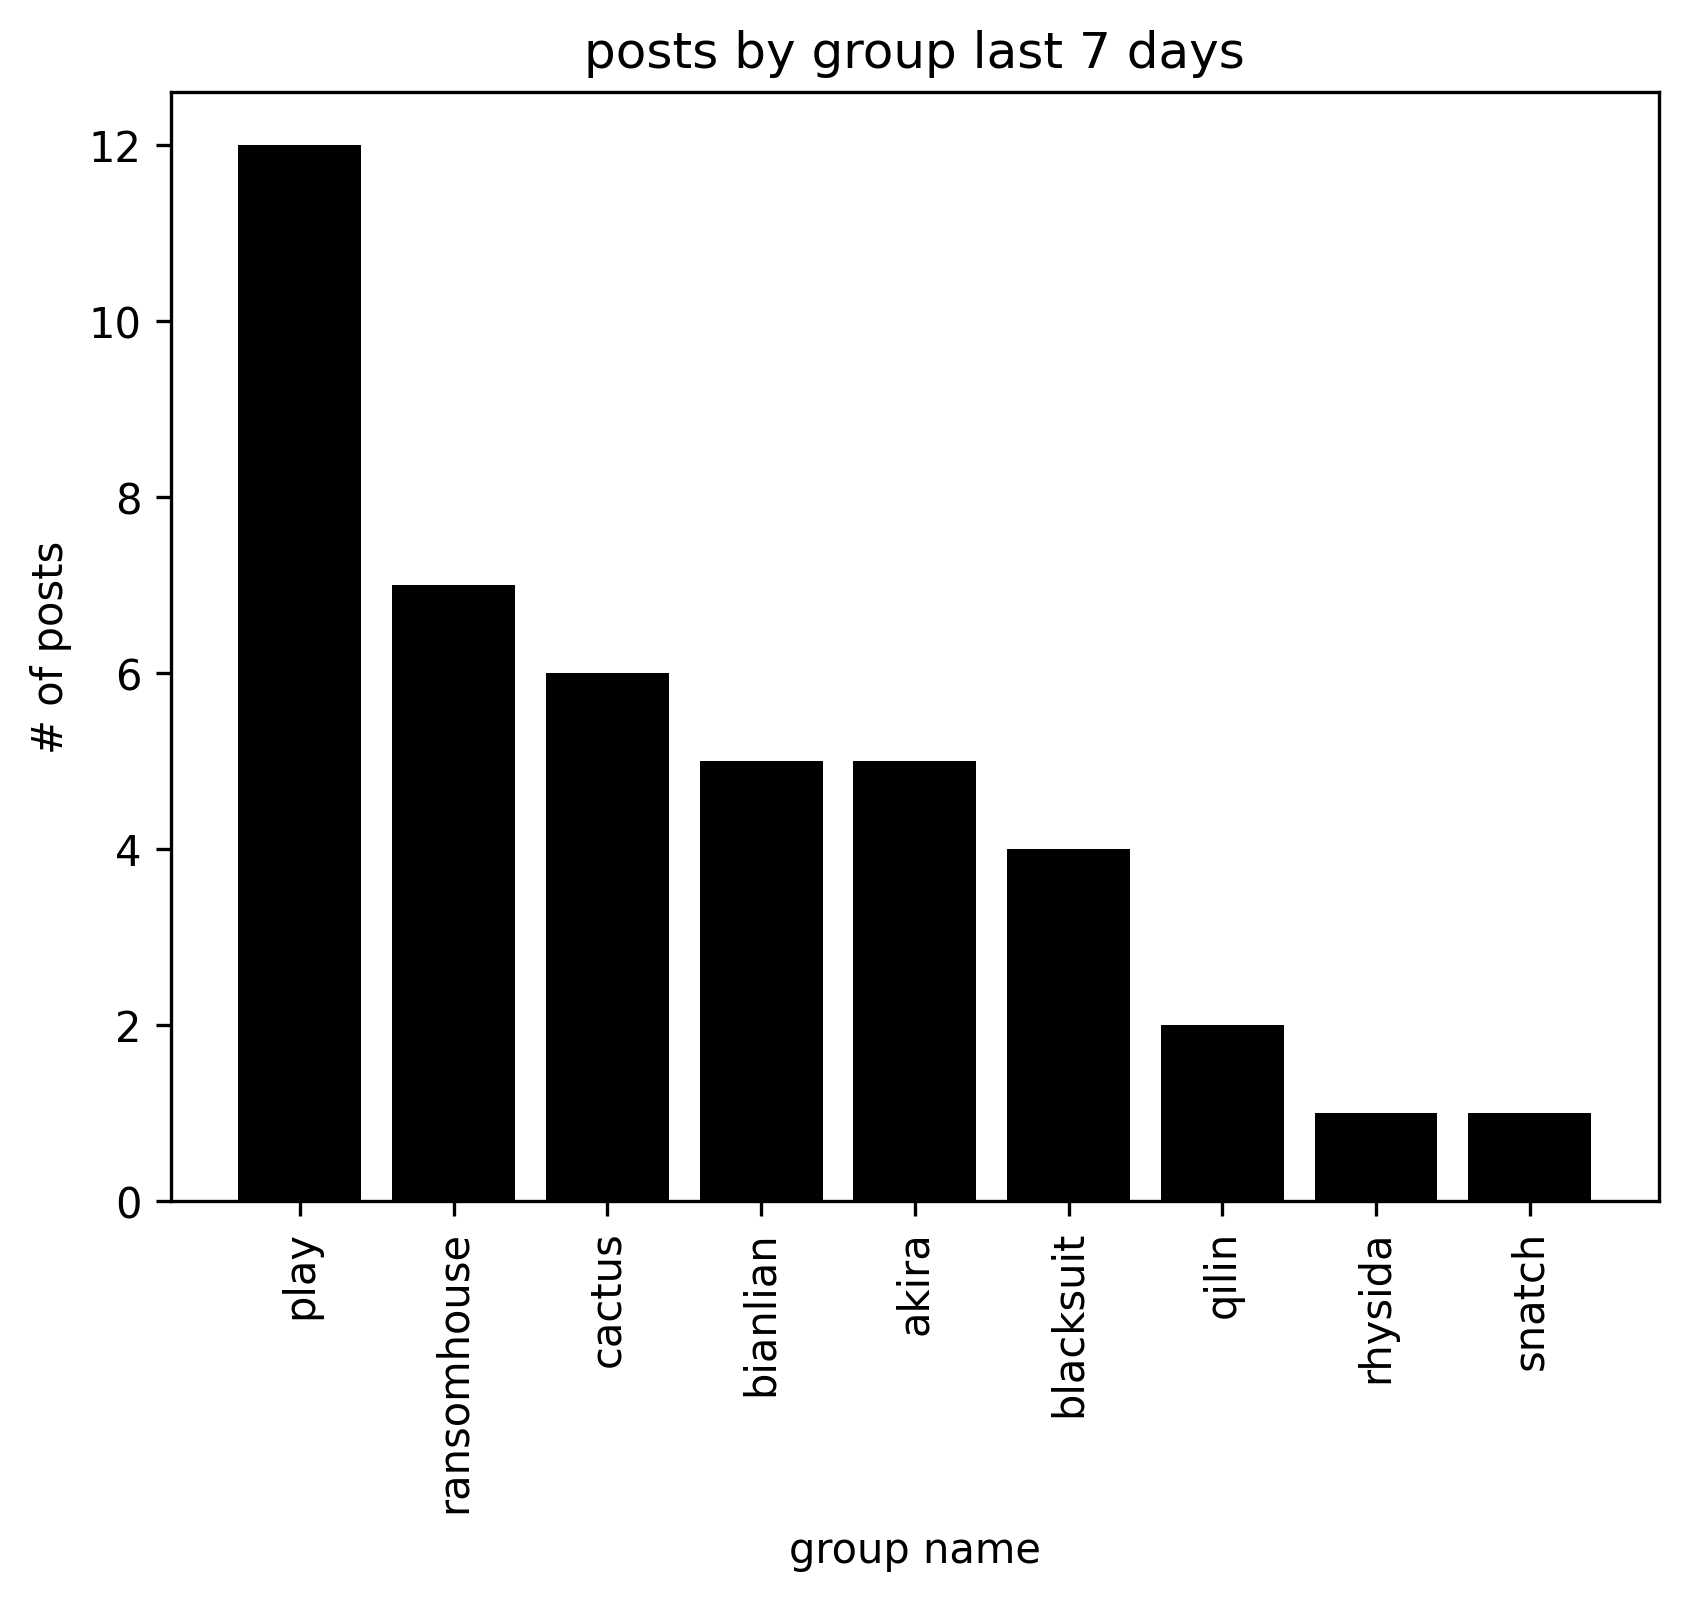 posts by group last 7 days
12
10
8
6
4
2
0
# of posts
play
ransomhouse
cactus
bianlian
akira
blacksuit
qilin
rhysida
snatch
group name